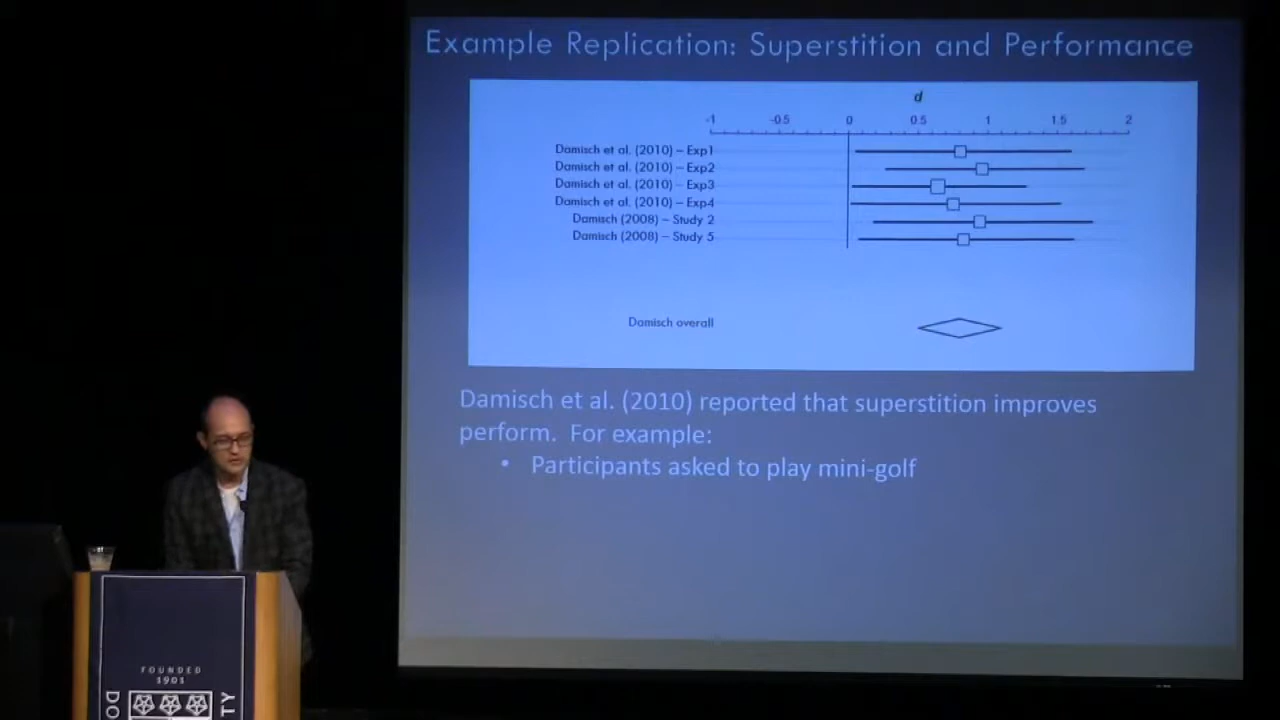 Example Replication: Superstition and Performance
d
-1 -0.5 0 0.5 1 1.5 2
Damisch et al. (2010) – Exp1
Damisch et al. (2010) – Exp2
Damisch et al. (2010) – Exp3
Damisch et al. (2010) – Exp4
Damisch (2008) – Study 2
Damisch (2008) – Study 5
Damisch overall
Damisch et al. (2010) reported that superstition improves
perform. For example:
• Participants asked to play mini-golf
FOUNDED
1901
DO
TY